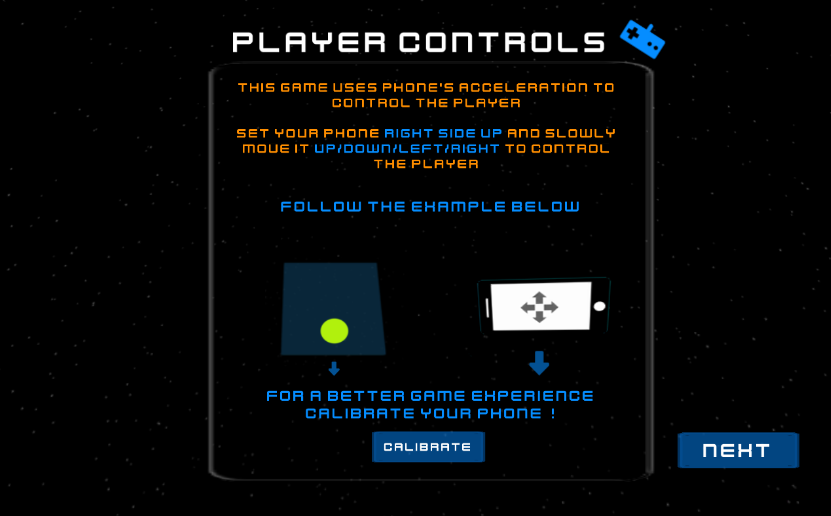 PLAYER CONTROLS
THIS GAME USES PHONE'S ACCELERATION TO
CONTROL THE PLAYER
SET YOUR PHONE RIGHT SIDE UP AND SLOWLY
MOVE IT UP/DOWN/LEFT/RIGHT TO CONTROL
THE PLAYER
FOLLOW THE EXAMPLE BELOW
FOR A BETTER GAME EXPERIENCE
CALIBRATE YOUR PHONE !
CALIBRATE
NEXT